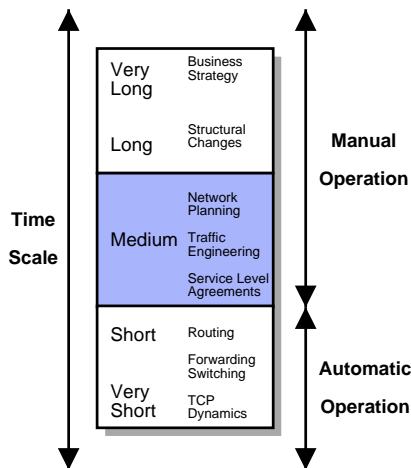 Very
Long
Business
Strategy
Long
Structural
Changes
Manual
Operation
Time
Scale
Medium
Network
Planning
Traffic
Engineering
Service Level
Agreements
Short
Routing
Forwarding
Switching
Very
Short
TCP
Dynamics
Automatic
Operation